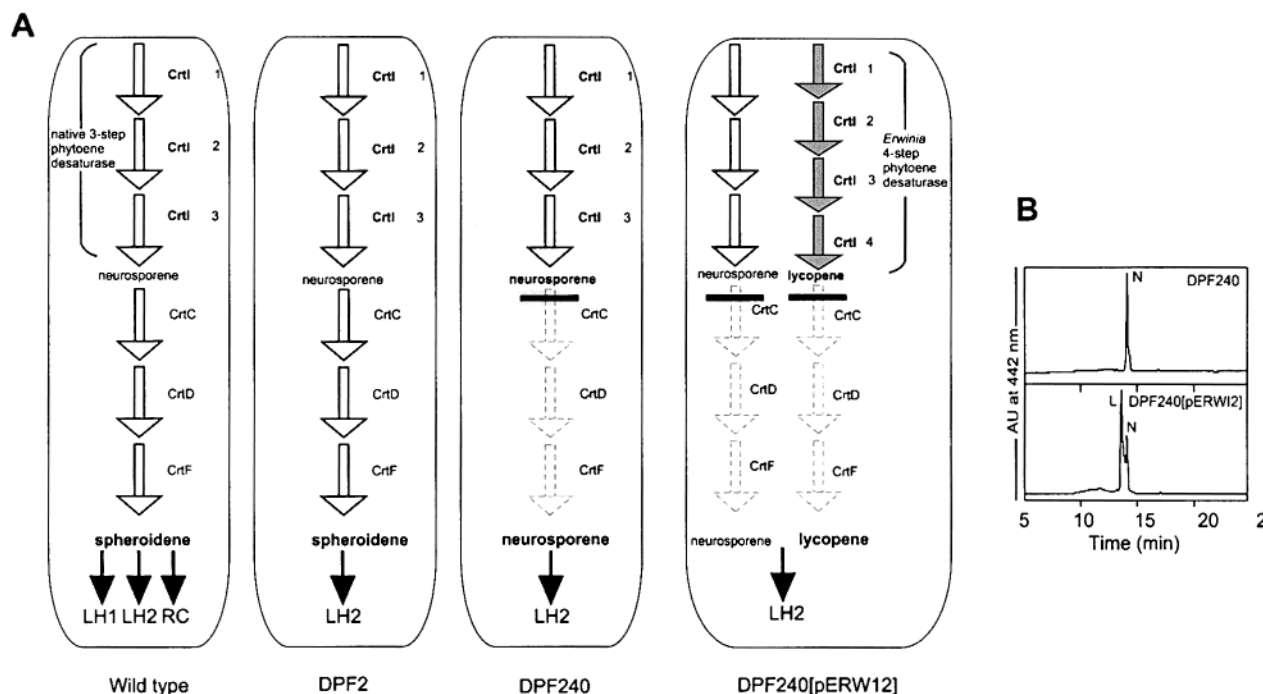 A
native 3-step
phytoene
desaturase
CrtI 1
CrtI 2
CrtI 3
neurosporene
CrtC
CrtD
CrtF
spheroidene
LH1 LH2 RC
Wild type
CrtI 1
CrtI 2
CrtI 3
neurosporene
CrtC
CrtD
CrtF
spheroidene
LH2
DPF2
CrtI 1
CrtI 2
CrtI 3
neurosporene
CrtC
CrtD
CrtF
neurosporene
LH2
DPF240
CrtI 1
CrtI 2
CrtI 3
CrtI 4
Erwinia
4-step
phytoene
desaturase
neurosporene lycopene
CrtC CrtC
CrtD CrtD
CrtF CrtF
neurosporene lycopene
LH2
DPF240[pERW12]
B
AU at 442 nm
N DPF240
L DPF240[pERWI2]
N
5 10 15 20 2
Time (min)